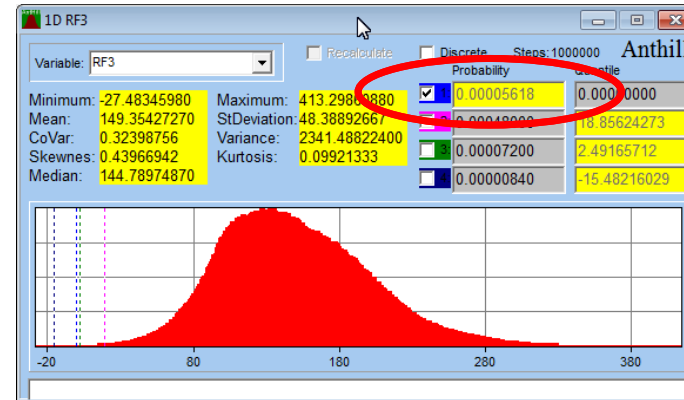 1D RF3
Variable: RF3
Recalculate
Discrete Steps: 1000000 Anthill
Probability Quantile
Minimum: -27.48345980 Maximum: 413.29860880 1 0.00005618 0.00000000
Mean: 149.35427270 StDeviation: 48.38892667 0.00048000 18.85624273
CoVar: 0.32398756 Variance: 2341.48822400
Skewnes: 0.43966942 Kurtosis: 0.09921333 3 0.00007200 2.49165712
Median: 144.78974870 0.00000840 -15.48216029
-20 80 180 280 380